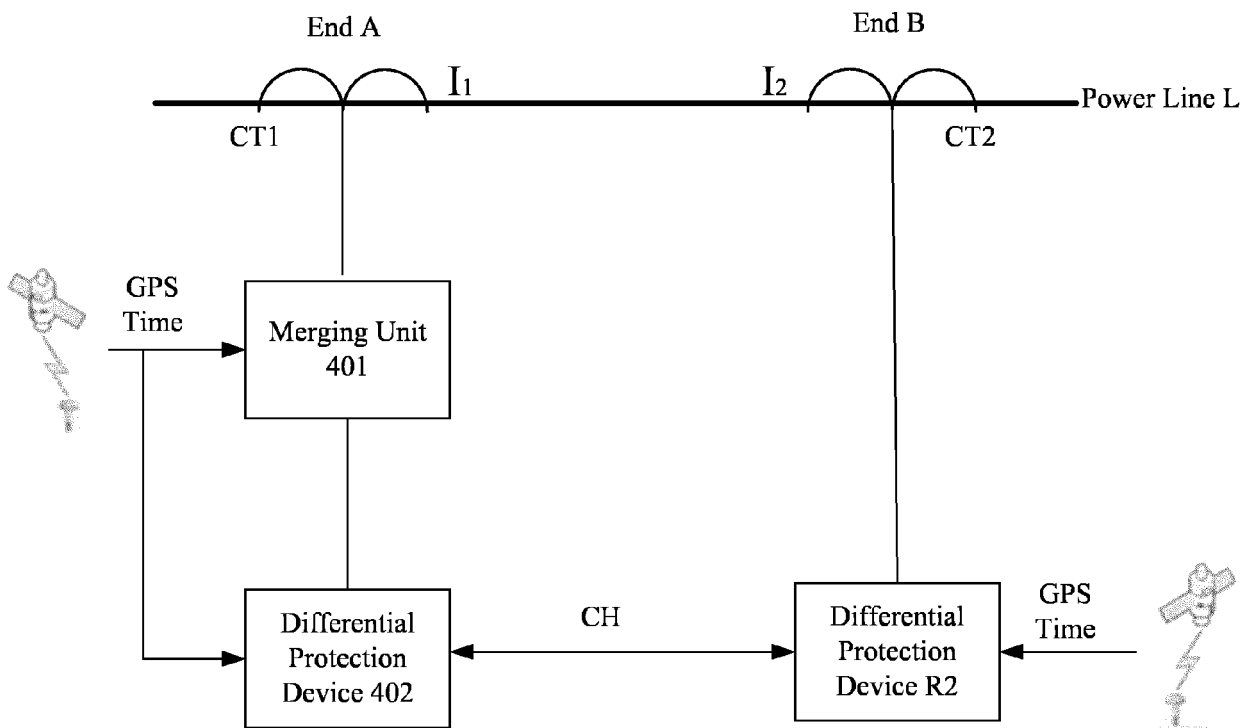 End A
End B
I1
I2
Power Line L
CT1
CT2
GPS
Time
Merging Unit
401
Differential
Protection
Device 402
CH
Differential
Protection
Device R2
GPS
Time